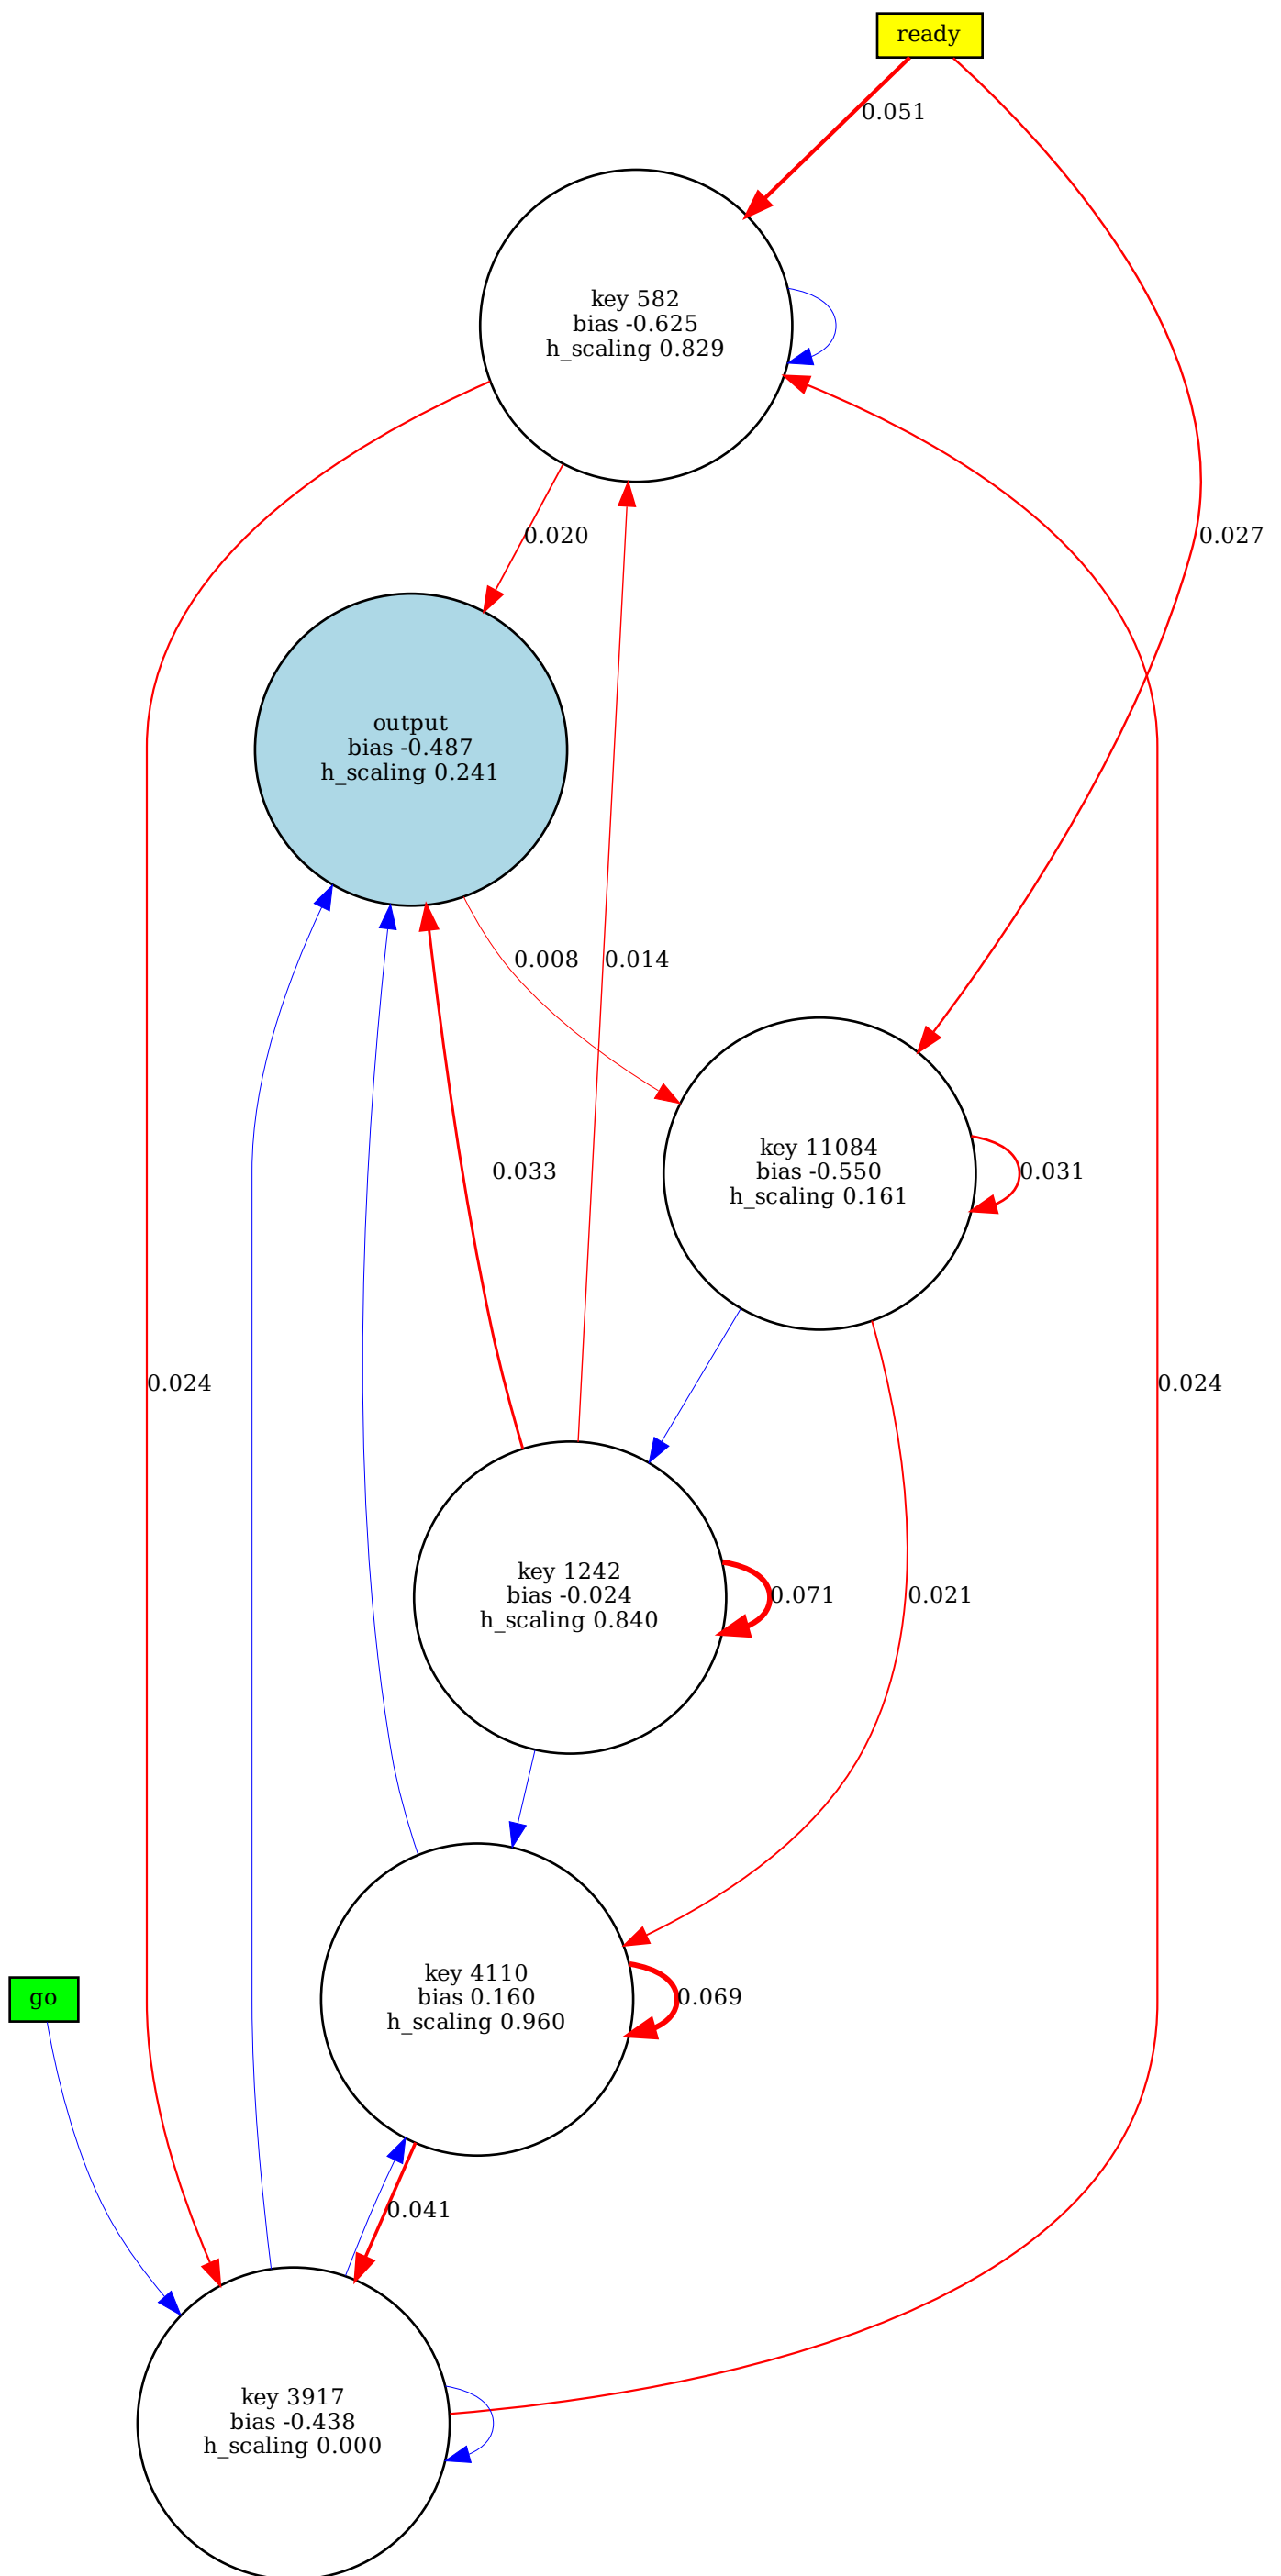 ready
0.051
key 582
bias -0.625
h_scaling 0.829
0.020
0.027
output
bias -0.487
h_scaling 0.241
0.008
0.014
key 11084
bias -0.550
h_scaling 0.161
0.033
0.031
0.024
0.024
key 1242
bias -0.024
h_scaling 0.840
0.071
0.021
key 4110
bias 0.160
h_scaling 0.960
0.069
go
0.041
key 3917
bias -0.438
h_scaling 0.000